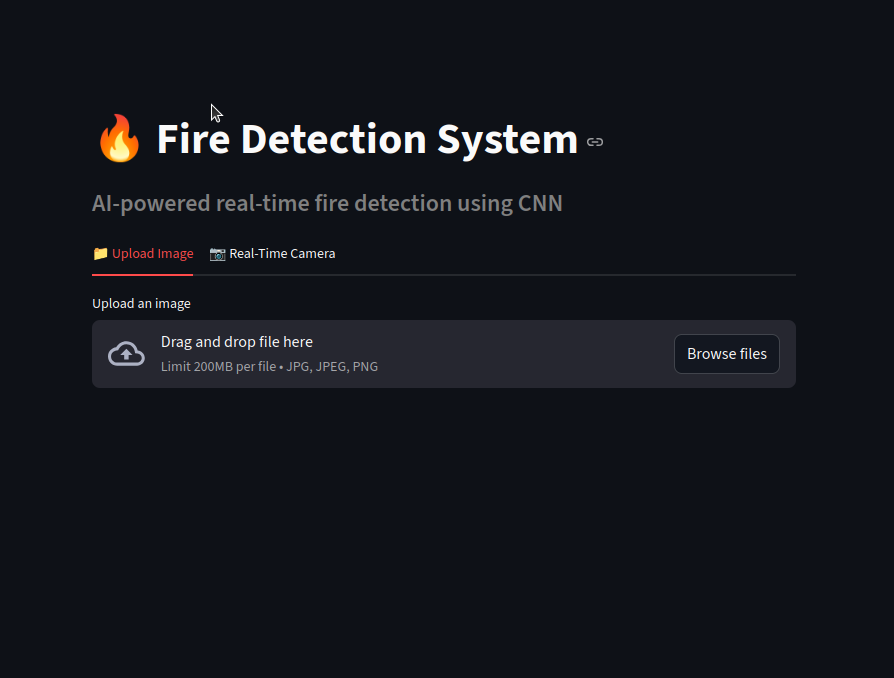 🔥 Fire Detection System
AI-powered real-time fire detection using CNN
📁 Upload Image 📷 Real-Time Camera
Upload an image
Drag and drop file here
Limit 200MB per file • JPG, JPEG, PNG
Browse files